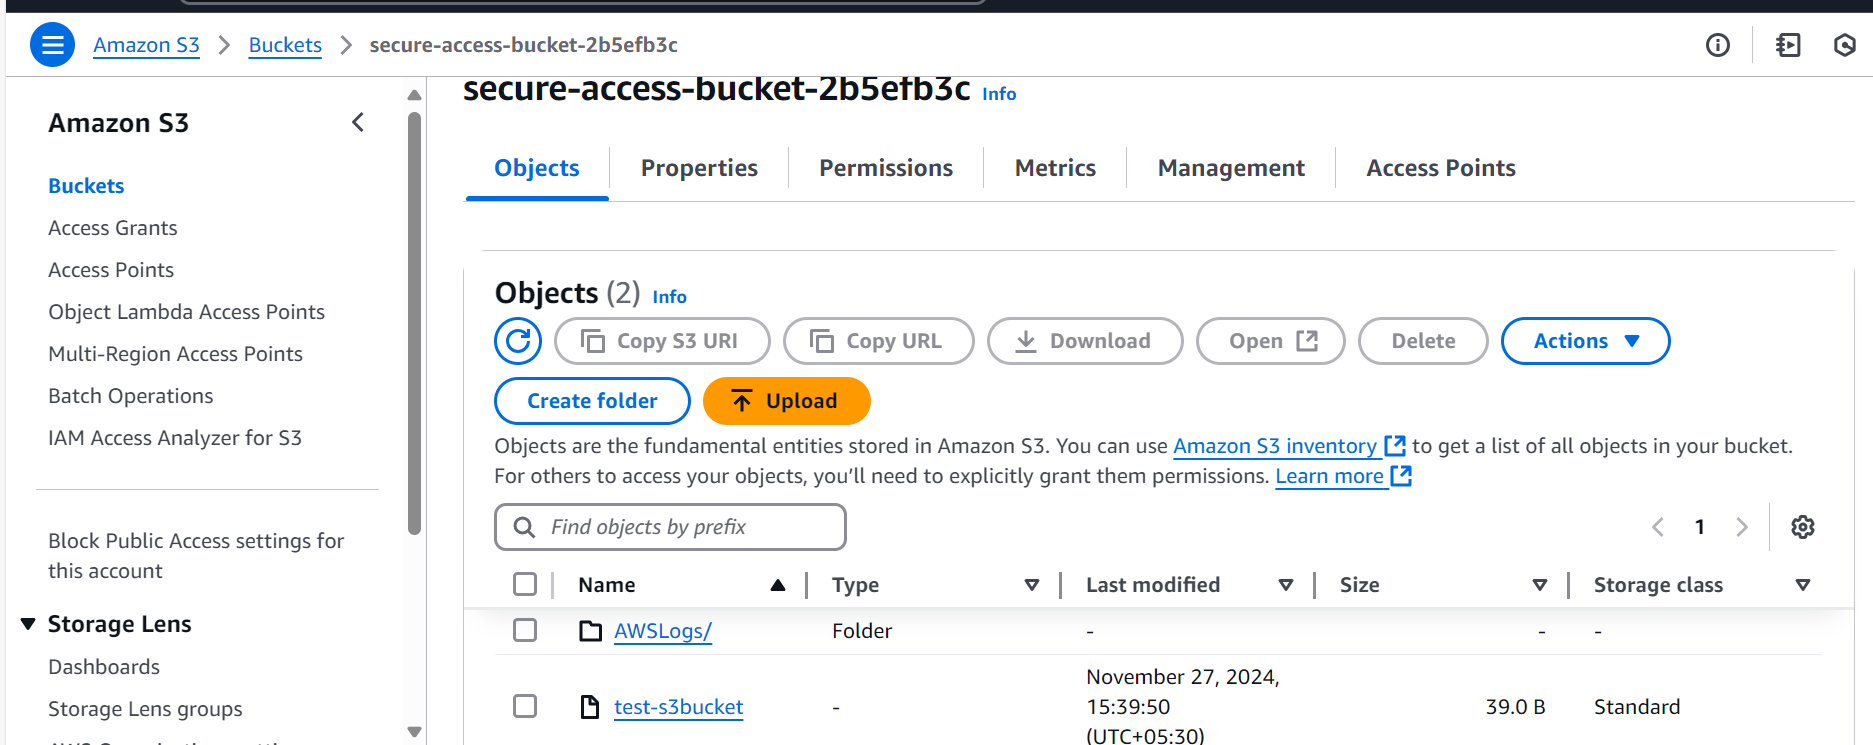 Amazon S3 > Buckets > secure-access-bucket-2b5efb3c
Amazon S3
Buckets
Access Grants
Access Points
Object Lambda Access Points
Multi-Region Access Points
Batch Operations
IAM Access Analyzer for S3
Block Public Access settings for
this account
Storage Lens
Dashboards
Storage Lens groups
secure-access-bucket-2b5efb3c Info
Objects Properties Permissions Metrics Management Access Points
Objects (2) Info
Copy S3 URI Copy URL Download Open Delete Actions
Create folder Upload
Objects are the fundamental entities stored in Amazon S3. You can use Amazon S3 inventory to get a list of all objects in your bucket.
For others to access your objects, you’ll need to explicitly grant them permissions. Learn more
Find objects by prefix
1
Name Type Last modified Size Storage class
AWSLogs/ Folder - - -
test-s3bucket - November 27, 2024, 39.0 B Standard
15:39:50
(UTC+05:30)